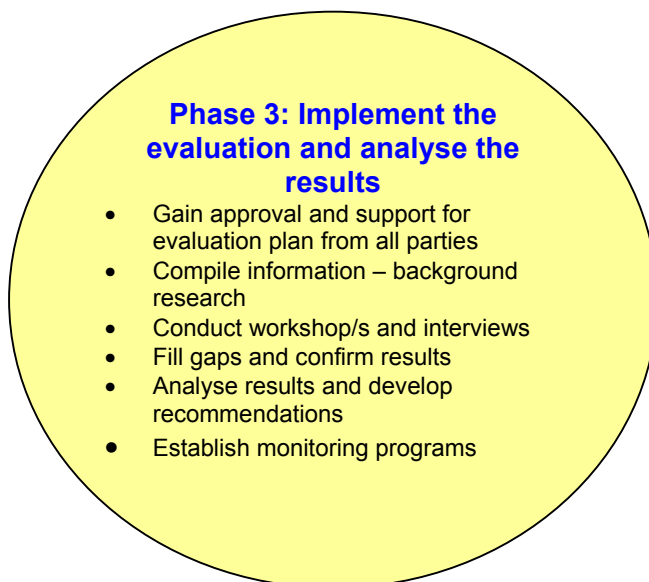 Phase 3: Implement the
evaluation and analyse the
results
• Gain approval and support for
evaluation plan from all parties
• Compile information – background
research
• Conduct workshop/s and interviews
• Fill gaps and confirm results
• Analyse results and develop
recommendations
• Establish monitoring programs